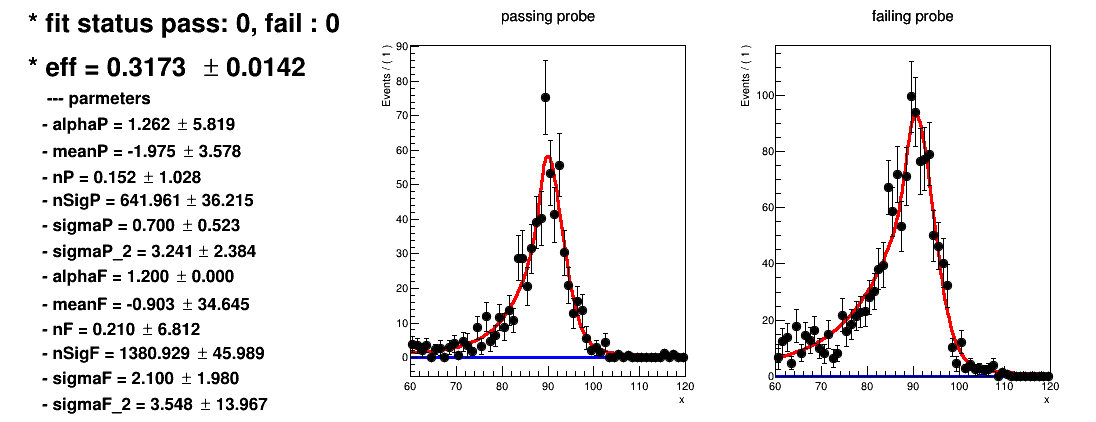 * fit status pass: 0, fail : 0
* eff = 0.3173 ± 0.0142
--- parmeters
- alphaP = 1.262 ± 5.819
- meanP = -1.975 ± 3.578
- nP = 0.152 ± 1.028
- nSigP = 641.961 ± 36.215
- sigmaP = 0.700 ± 0.523
- sigmaP_2 = 3.241 ± 2.384
- alphaF = 1.200 ± 0.000
- meanF = -0.903 ± 34.645
- nF = 0.210 ± 6.812
- nSigF = 1380.929 ± 45.989
- sigmaF = 2.100 ± 1.980
- sigmaF_2 = 3.548 ± 13.967
passing probe
Events / ( 1 )
90
80
70
60
50
40
30
20
10
0
60 70 80 90 100 110 120
x
failing probe
Events / ( 1 )
100
80
60
40
20
0
60 70 80 90 100 110 120
x